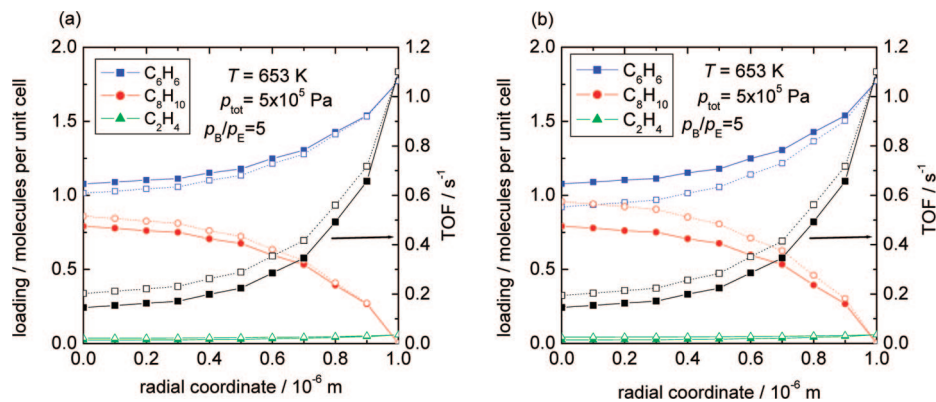 (a)
2.0
1.5
1.0
0.5
0.0
loading / molecules per unit cell
C₆H₆
C₈H₁₀
C₂H₄
T = 653 K
pₜₒₜ= 5x10⁵ Pa
p_B/p_E=5
1.2
1.0
0.8
0.6
0.4
0.2
0.0
TOF / s⁻¹
0.0 0.2 0.4 0.6 0.8 1.0
radial coordinate / 10⁻⁶ m
(b)
2.0
1.5
1.0
0.5
0.0
loading / molecules per unit cell
C₆H₆
C₈H₁₀
C₂H₄
T = 653 K
pₜₒₜ= 5x10⁵ Pa
p_B/p_E=5
1.2
1.0
0.8
0.6
0.4
0.2
0.0
TOF / s⁻¹
0.0 0.2 0.4 0.6 0.8 1.0
radial coordinate / 10⁻⁶ m